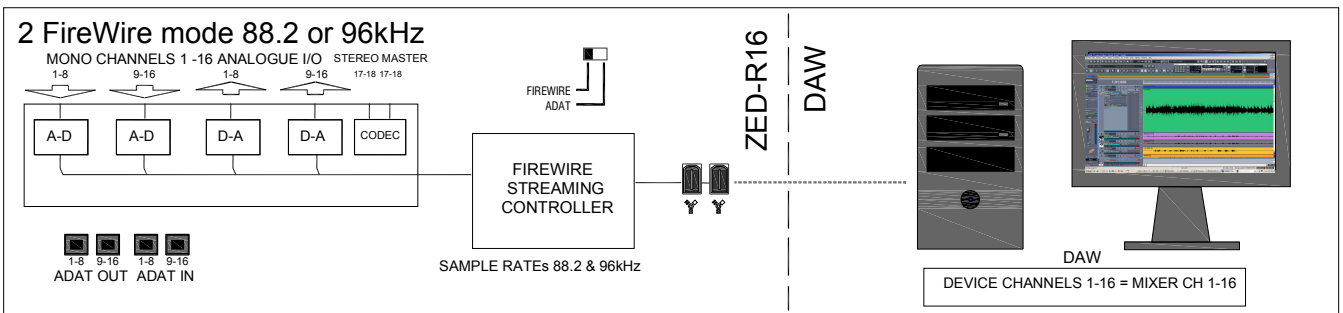 2 FireWire mode 88.2 or 96kHz
MONO CHANNELS 1 -16 ANALOGUE I/O
STEREO MASTER
1-8 9-16 1-8 9-16 17-18 17-18
A-D A-D D-A D-A CODEC
FIREWIRE
ADAT
FIREWIRE
STREAMING
CONTROLLER
SAMPLE RATEs 88.2 & 96kHz
1-8 9-16 1-8 9-16
ADAT OUT ADAT IN
ZED-R16
DAW
DAW
DEVICE CHANNELS 1-16 = MIXER CH 1-16